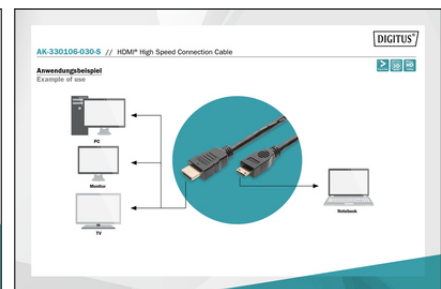 DIGITUS®
AK-330106-030-S // HDMI® High Speed Connection Cable
Anwendungsbeispiel
Example of use
PC
Monitor
TV
Notebook